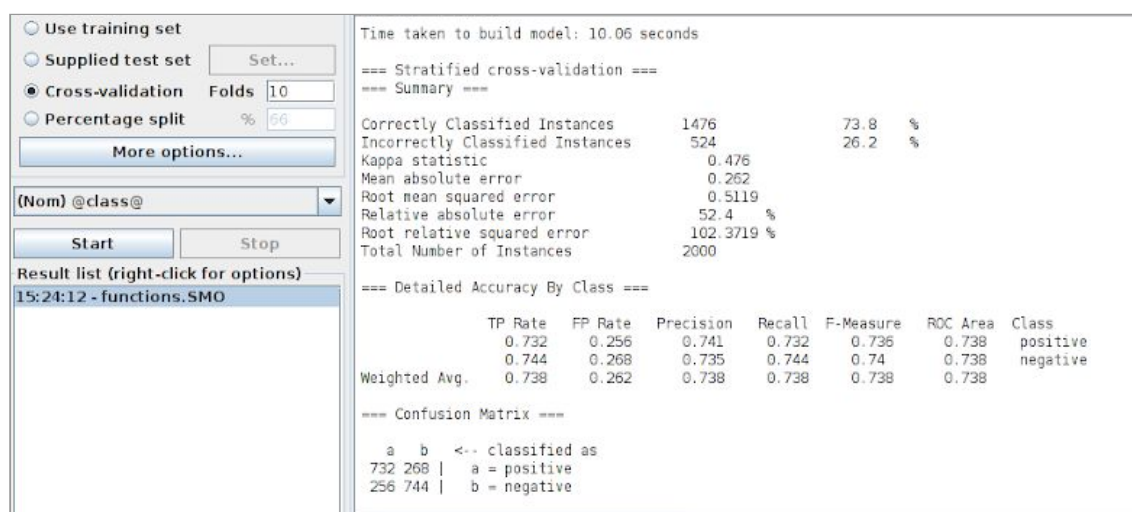 Use training set
Supplied test set Set...
Cross-validation Folds 10
Percentage split % 66
More options...
(Nom) @class@
Start Stop
Result list (right-click for options)
15:24:12 - functions.SMO
Time taken to build model: 10.06 seconds
=== Stratified cross-validation ===
=== Summary ===
Correctly Classified Instances 1476 73.8 %
Incorrectly Classified Instances 524 26.2 %
Kappa statistic 0.476
Mean absolute error 0.262
Root mean squared error 0.5119
Relative absolute error 52.4 %
Root relative squared error 102.3719 %
Total Number of Instances 2000
=== Detailed Accuracy By Class ===
TP Rate FP Rate Precision Recall F-Measure ROC Area Class
0.732 0.256 0.741 0.732 0.736 0.738 positive
0.744 0.268 0.735 0.744 0.74 0.738 negative
Weighted Avg. 0.738 0.262 0.738 0.738 0.738 0.738
=== Confusion Matrix ===
a b <-- classified as
732 268 | a = positive
256 744 | b = negative